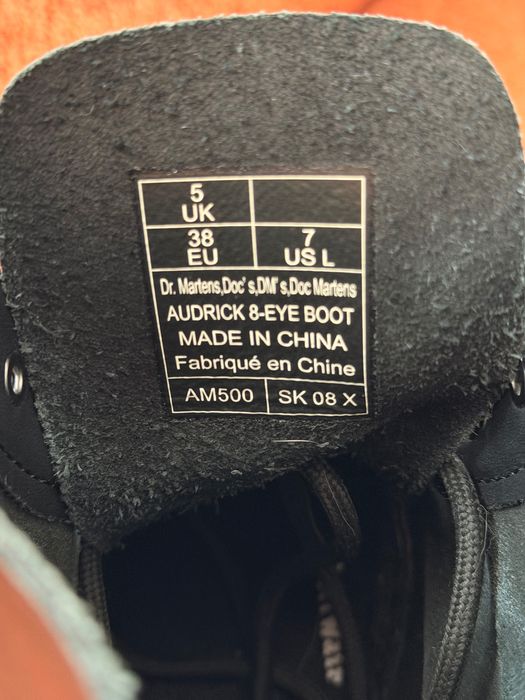 5
UK
38
EU
7
US L
Dr. Martens,Doc's,DM's,Doc Martens
AUDRICK 8-EYE BOOT
MADE IN CHINA
Fabriqué en Chine
AM500
SK 08 X